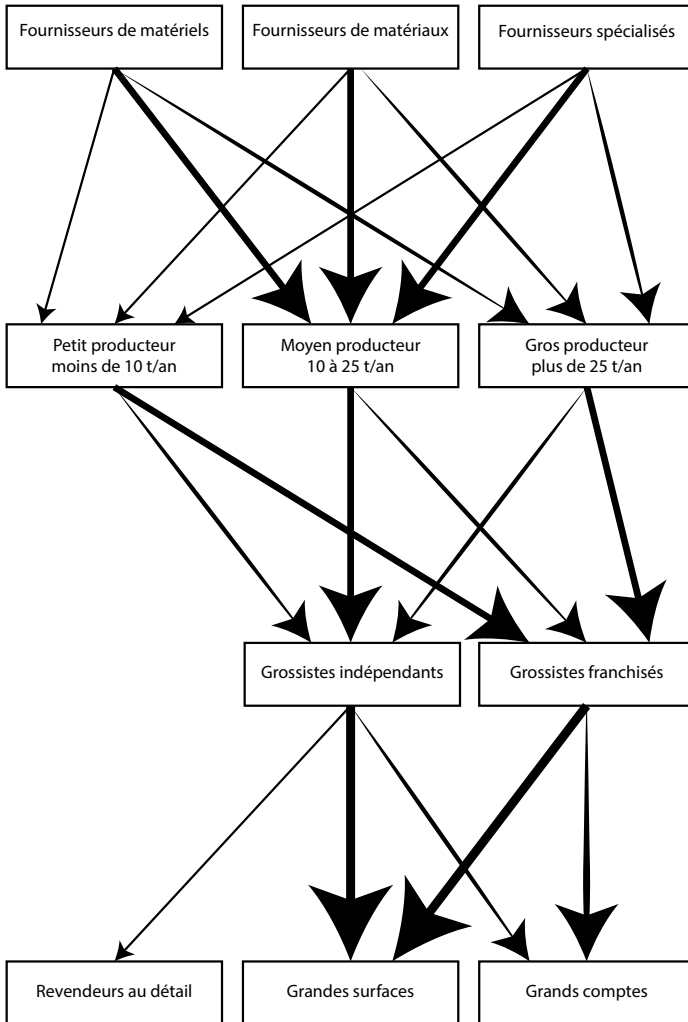 Fournisseurs de matériels
Fournisseurs de matériaux
Fournisseurs spécialisés
Petit producteur
moins de 10 t/an
Moyen producteur
10 à 25 t/an
Gros producteur
plus de 25 t/an
Grossistes indépendants
Grossistes franchisés
Revendeurs au détail
Grandes surfaces
Grands comptes